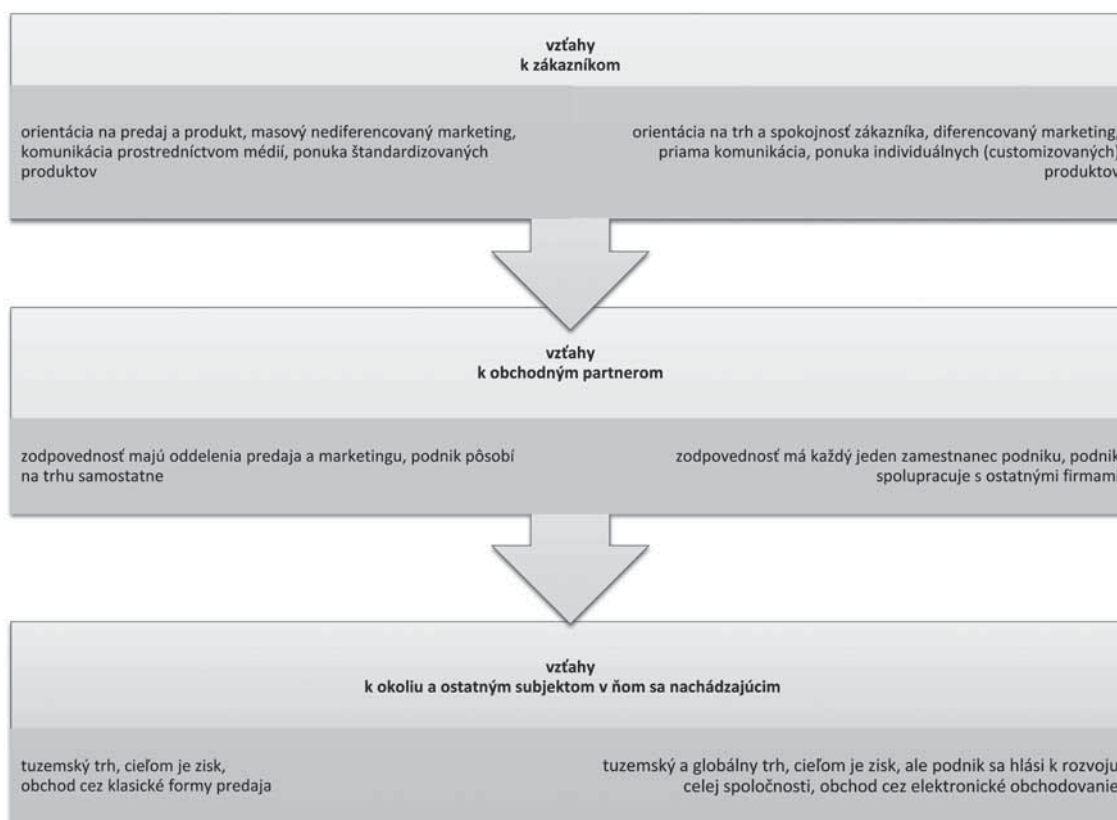 vzťahy
k zákazníkom
orientácia na predaj a produkt, masový nediferencovaný marketing,
komunikácia prostredníctvom médií, ponuka štandardizovaných
produktov
orientácia na trh a spokojnosť zákazníka, diferencovaný marketing,
priama komunikácia, ponuka individuálnych (customizovaných)
produktov
vzťahy
k obchodným partnerom
zodpovednosť majú oddelenia predaja a marketingu, podnik pôsobí
na trhu samostatne
zodpovednosť má každý jeden zamestnanec podniku, podnik
spolupracuje s ostatnými firmami
vzťahy
k okoliu a ostatným subjektom v ňom sa nachádzajúcim
tuzemský trh, cieľom je zisk,
obchod cez klasické formy predaja
tuzemský a globálny trh, cieľom je zisk, ale podnik sa hlási k rozvoju
celej spoločnosti, obchod cez elektronické obchodovanie